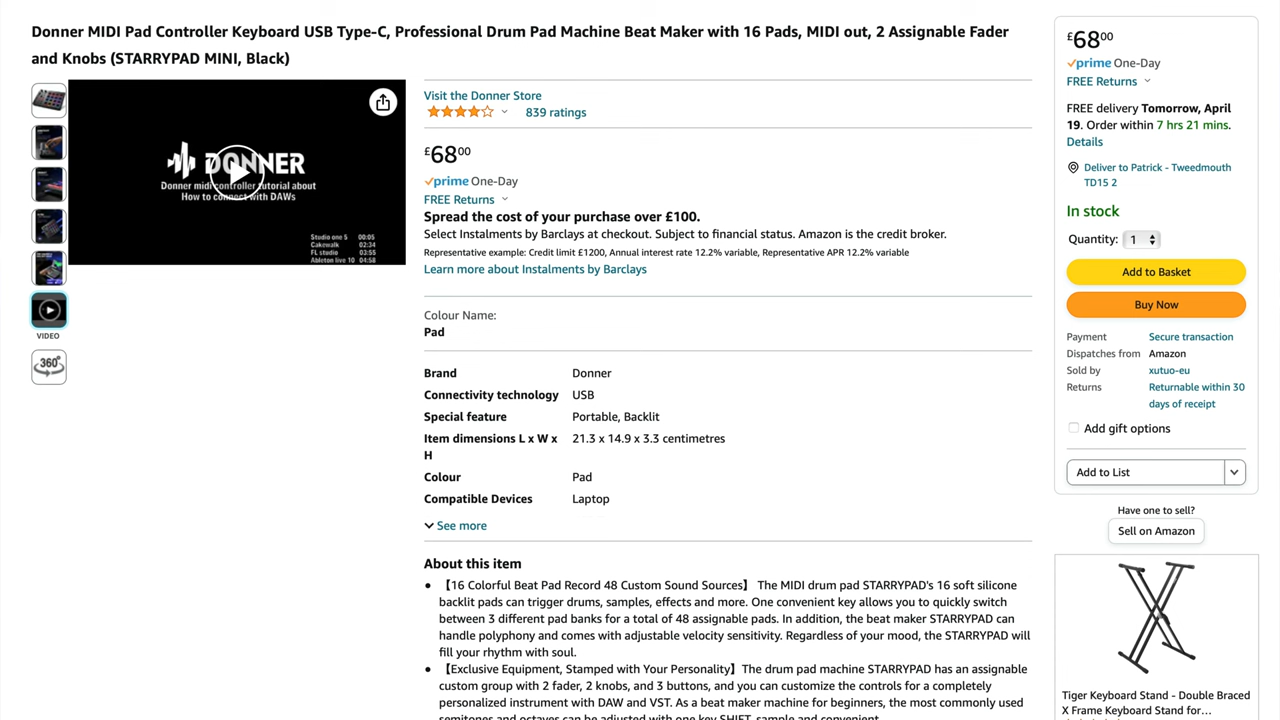 Donner MIDI Pad Controller Keyboard USB Type-C, Professional Drum Pad Machine Beat Maker with 16 Pads, MIDI out, 2 Assignable Fader
and Knobs (STARRYPAD MINI, Black)
DONNER
Donner midi controller tutorial about
How to connect with DAWs
Studio one 5 00:05
Cakewalk 02:34
FL studio 03:55
Ableton live 10 04:58
VIDEO
360°
Visit the Donner Store
839 ratings
£6800
prime One-Day
FREE Returns
Spread the cost of your purchase over £100.
Select Instalments by Barclays at checkout. Subject to financial status. Amazon is the credit broker.
Representative example: Credit limit £1200, Annual interest rate 12.2% variable, Representative APR 12.2% variable
Learn more about Instalments by Barclays
Colour Name:
Pad
Brand Donner
Connectivity technology USB
Special feature Portable, Backlit
Item dimensions L x W x 21.3 x 14.9 x 3.3 centimetres
H
Colour Pad
Compatible Devices Laptop
See more
About this item
• 【16 Colorful Beat Pad Record 48 Custom Sound Sources】 The MIDI drum pad STARRYPAD's 16 soft silicone
backlit pads can trigger drums, samples, effects and more. One convenient key allows you to quickly switch
between 3 different pad banks for a total of 48 assignable pads. In addition, the beat maker STARRYPAD can
handle polyphony and comes with adjustable velocity sensitivity. Regardless of your mood, the STARRYPAD will
fill your rhythm with soul.
• 【Exclusive Equipment, Stamped with Your Personality】The drum pad machine STARRYPAD has an assignable
custom group with 2 fader, 2 knobs, and 3 buttons, and you can customize the controls for a completely
personalized instrument with DAW and VST. As a beat maker machine for beginners, the most commonly used
semitones and octaves can be adjusted with one key SHIFT, sample and convenient.
£6800
prime One-Day
FREE Returns
FREE delivery Tomorrow, April
19. Order within 7 hrs 21 mins.
Details
Deliver to Patrick - Tweedmouth
TD15 2
In stock
Quantity: 1
Add to Basket
Buy Now
Payment Secure transaction
Dispatches from Amazon
Sold by xutuo-eu
Returns Returnable within 30
days of receipt
Add gift options
Add to List
Have one to sell?
Sell on Amazon
Tiger Keyboard Stand - Double Braced
X Frame Keyboard Stand for…